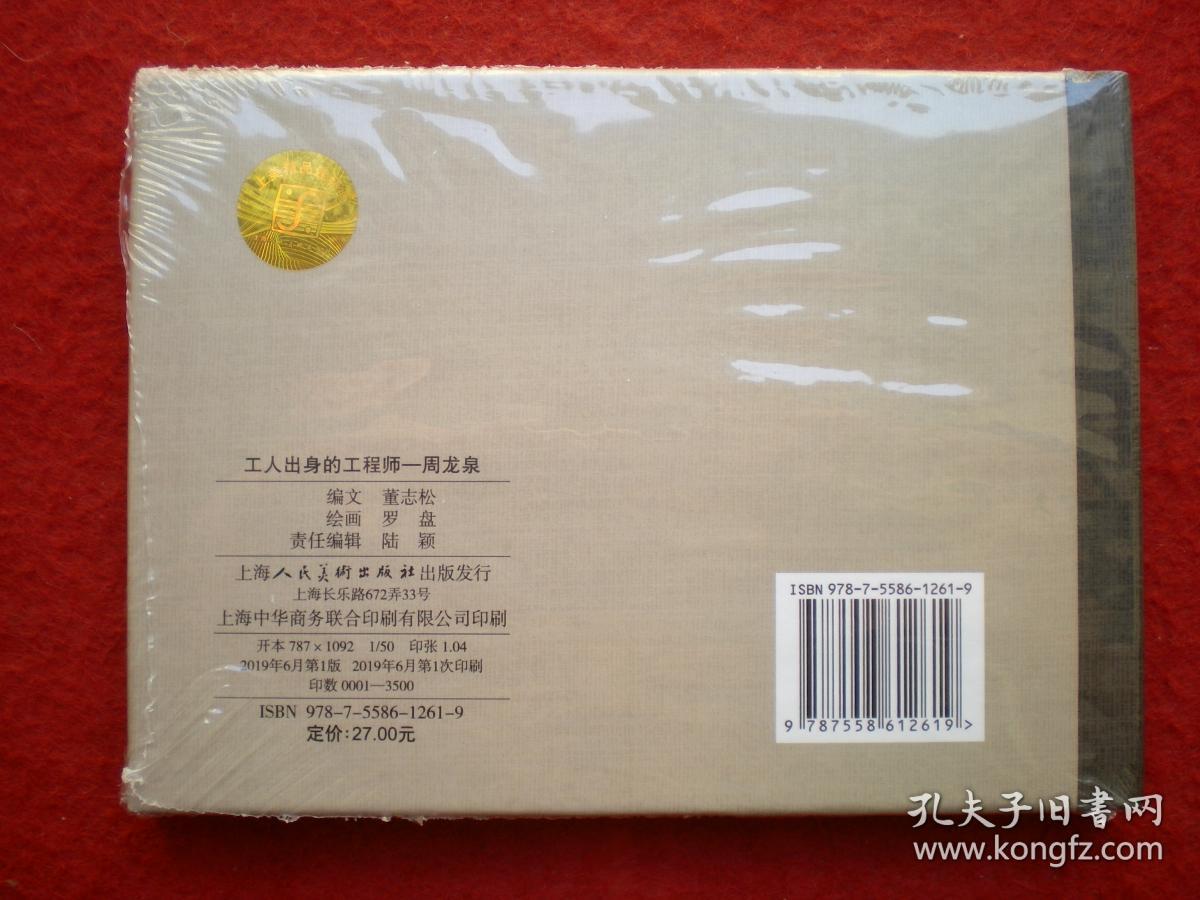 工人出身的工程师—周龙泉
编文 董志松
绘画 罗 盘
责任编辑 陆 颖
上海人民美術出版社出版发行
上海长乐路672弄33号
上海中华商务联合印刷有限公司印刷
开本 787×1092 1/50 印张 1.04
2019年6月第1版 2019年6月第1次印刷
印数 0001—3500
ISBN 978-7-5586-1261-9
定价:27.00元
ISBN 978-7-5586-1261-9
9 787558 612619 >
孔夫子旧書网
www.kongfz.com